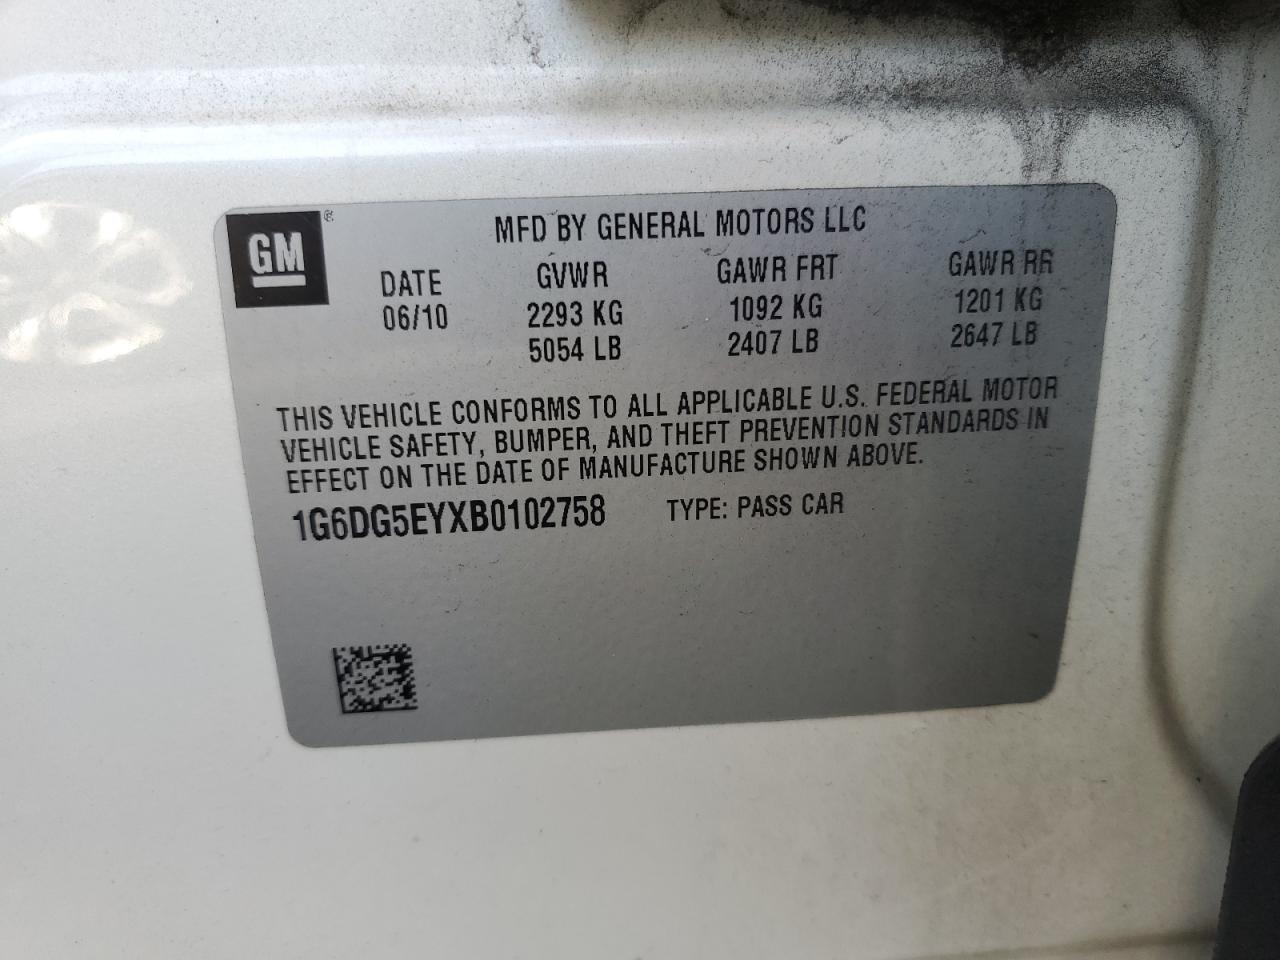 GM ®
MFD BY GENERAL MOTORS LLC
DATE GVWR GAWR FRT GAWR RR
06/10 2293 KG 1092 KG 1201 KG
5054 LB 2407 LB 2647 LB
THIS VEHICLE CONFORMS TO ALL APPLICABLE U.S. FEDERAL MOTOR
VEHICLE SAFETY, BUMPER, AND THEFT PREVENTION STANDARDS IN
EFFECT ON THE DATE OF MANUFACTURE SHOWN ABOVE.
1G6DG5EYXB0102758 TYPE: PASS CAR